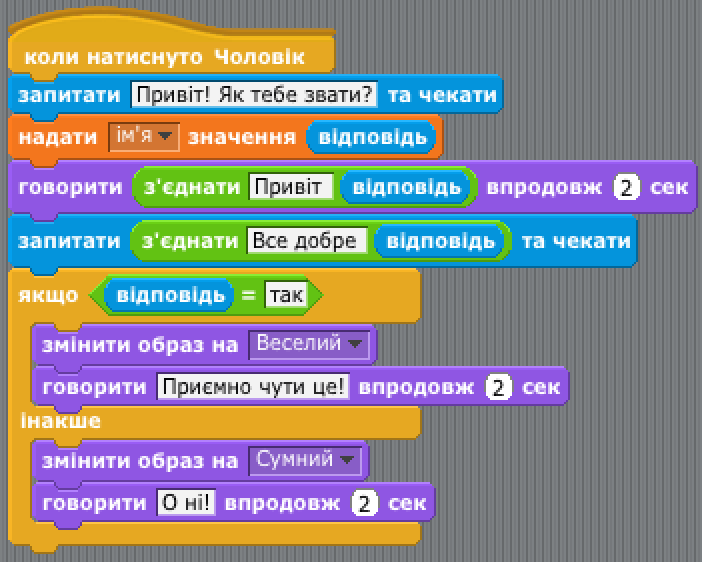 коли натиснуто Чоловік
запитати Привіт! Як тебе звати? та чекати
надати ім'я значення відповідь
говорити з'єднати Привіт відповідь впродовж 2 сек
запитати з'єднати Все добре відповідь та чекати
якщо відповідь = так
змінити образ на Веселий
говорити Приємно чути це! впродовж 2 сек
інакше
змінити образ на Сумний
говорити О ні! впродовж 2 сек